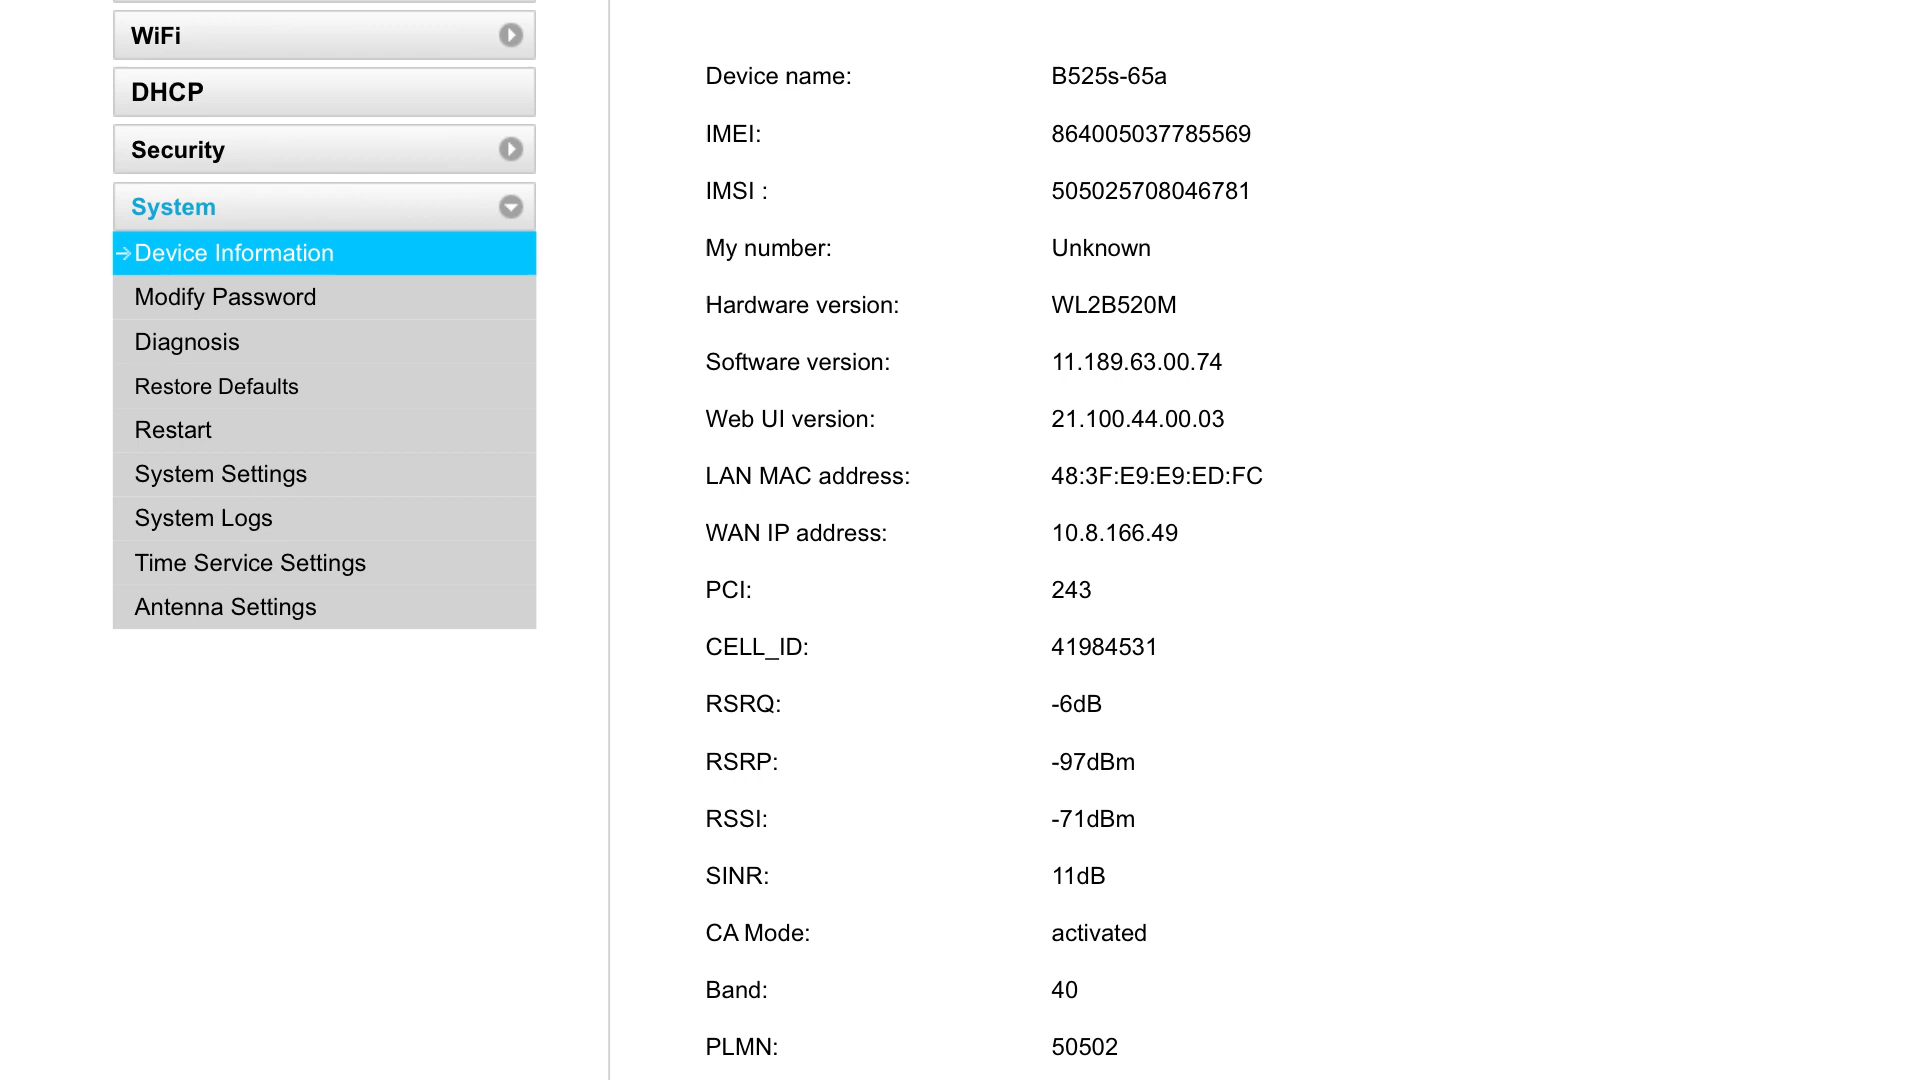 WiFi
DHCP
Security
System
Device Information
Modify Password
Diagnosis
Restore Defaults
Restart
System Settings
System Logs
Time Service Settings
Antenna Settings
Device name: B525s-65a
IMEI: 864005037785569
IMSI : 505025708046781
My number: Unknown
Hardware version: WL2B520M
Software version: 11.189.63.00.74
Web UI version: 21.100.44.00.03
LAN MAC address: 48:3F:E9:E9:ED:FC
WAN IP address: 10.8.166.49
PCI: 243
CELL_ID: 41984531
RSRQ: -6dB
RSRP: -97dBm
RSSI: -71dBm
SINR: 11dB
CA Mode: activated
Band: 40
PLMN: 50502